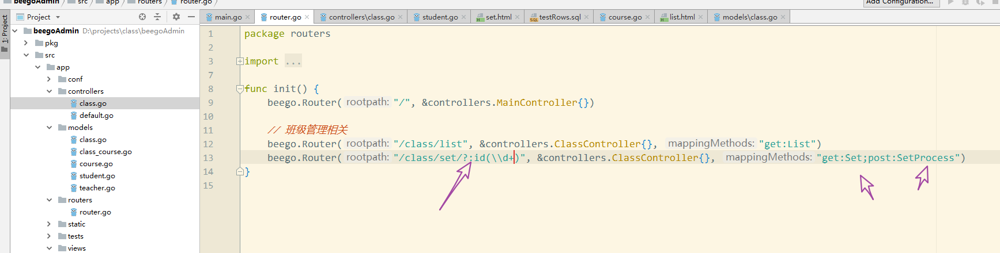 beegoAdmin src app routers router.go Add Configuration...
1: Project
Project main.go router.go controllers\class.go student.go set.html testRows.sql course.go list.html models\class.go
beegoAdmin D:\projects\class\beegoAdmin
pkg
src
app
conf
controllers
class.go
default.go
models
class.go
class_course.go
course.go
student.go
teacher.go
routers
router.go
static
tests
views
1 package routers
2
3 import ...
7
8 func init() {
9 beego.Router( rootpath: "/", &controllers.MainController{})
10
11 // 班级管理相关
12 beego.Router( rootpath: "/class/list", &controllers.ClassController{}, mappingMethods: "get:List")
13 beego.Router( rootpath: "/class/set/?:id(\\d+)", &controllers.ClassController{}, mappingMethods: "get:Set;post:SetProcess")
14 }
15